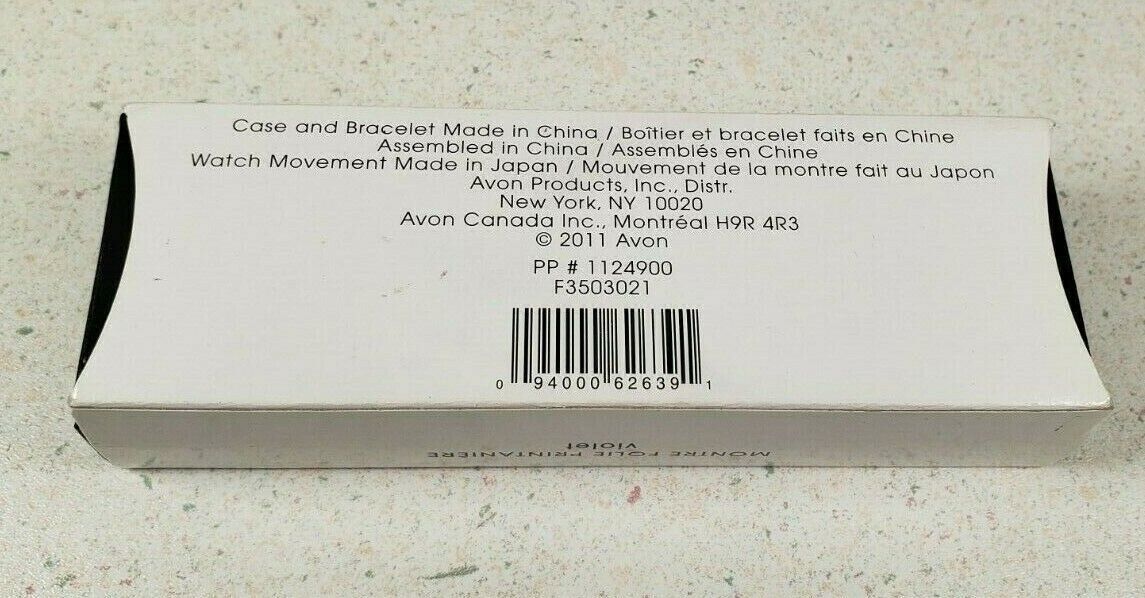 Case and Bracelet Made in China / Boîtier et bracelet faits en Chine
Assembled in China / Assemblés en Chine
Watch Movement Made in Japan / Mouvement de la montre fait au Japon
Avon Products, Inc., Distr.
New York, NY 10020
Avon Canada Inc., Montréal H9R 4R3
© 2011 Avon
PP # 1124900
F3503021
0 94000 62639 1
MONTRE FOLIE PRINTANIÈRE
violet